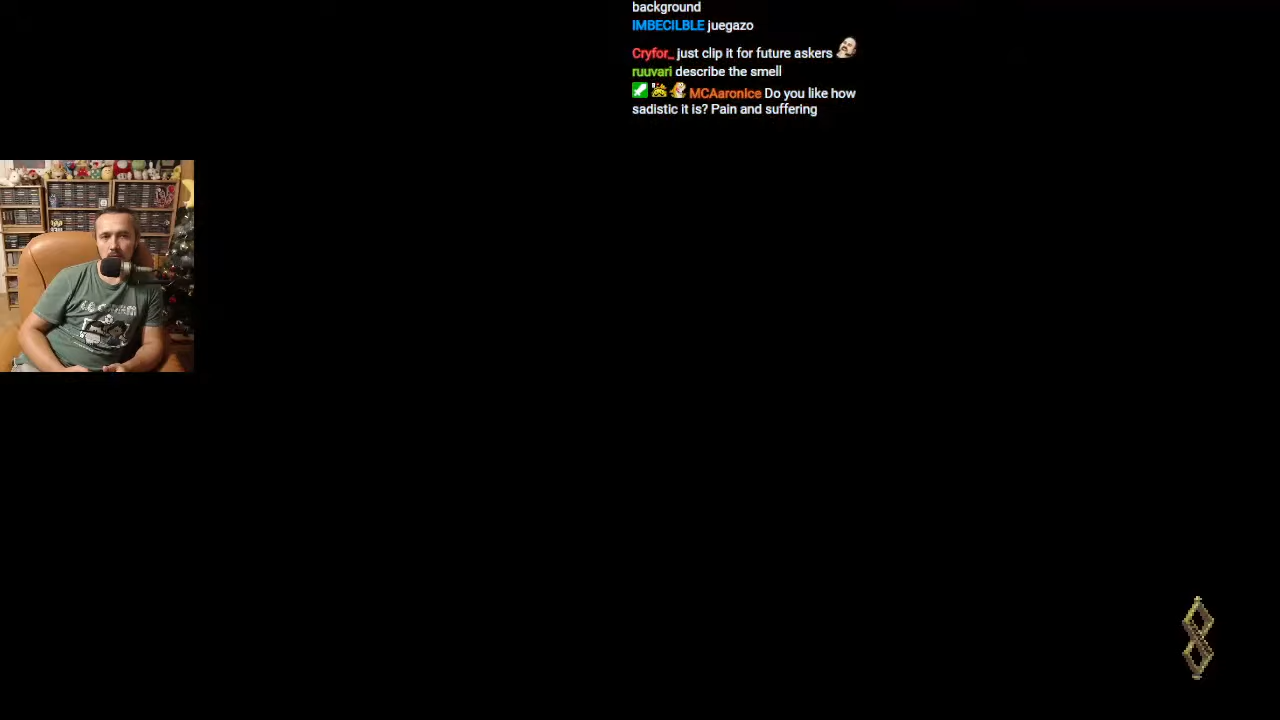 background
IMBECILBLE juegazo
Cryfor_ just clip it for future askers
ruuvari describe the smell
MCAaronIce Do you like how
sadistic it is? Pain and suffering